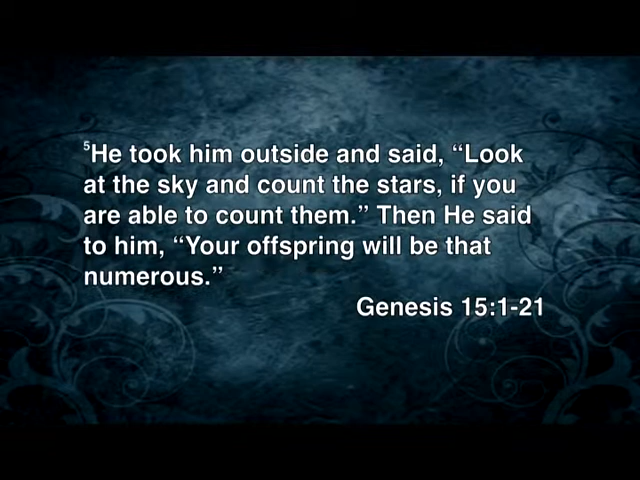 ⁵He took him outside and said, “Look
at the sky and count the stars, if you
are able to count them.” Then He said
to him, “Your offspring will be that
numerous.”
Genesis 15:1-21